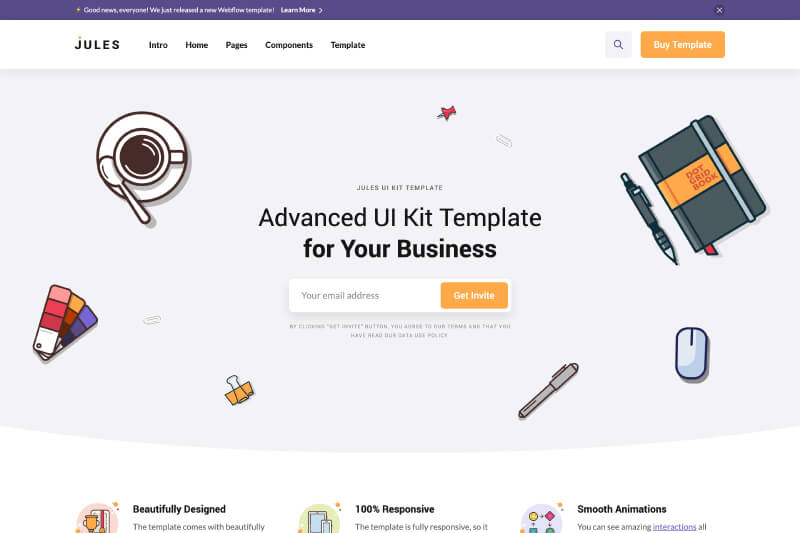 ⚡ Good news, everyone! We just released a new Webflow template! Learn More
JULES Intro Home Pages Components Template Buy Template
DOT
GRID
BOOK
JULES UI KIT TEMPLATE
Advanced UI Kit Template
for Your Business
Your email address Get Invite
BY CLICKING "GET INVITE" BUTTON, YOU AGREE TO OUR TERMS AND THAT YOU
HAVE READ OUR DATA USE POLICY
Beautifully Designed 100% Responsive Smooth Animations
The template comes with beautifully The template is fully responsive, so it You can see amazing interactions all